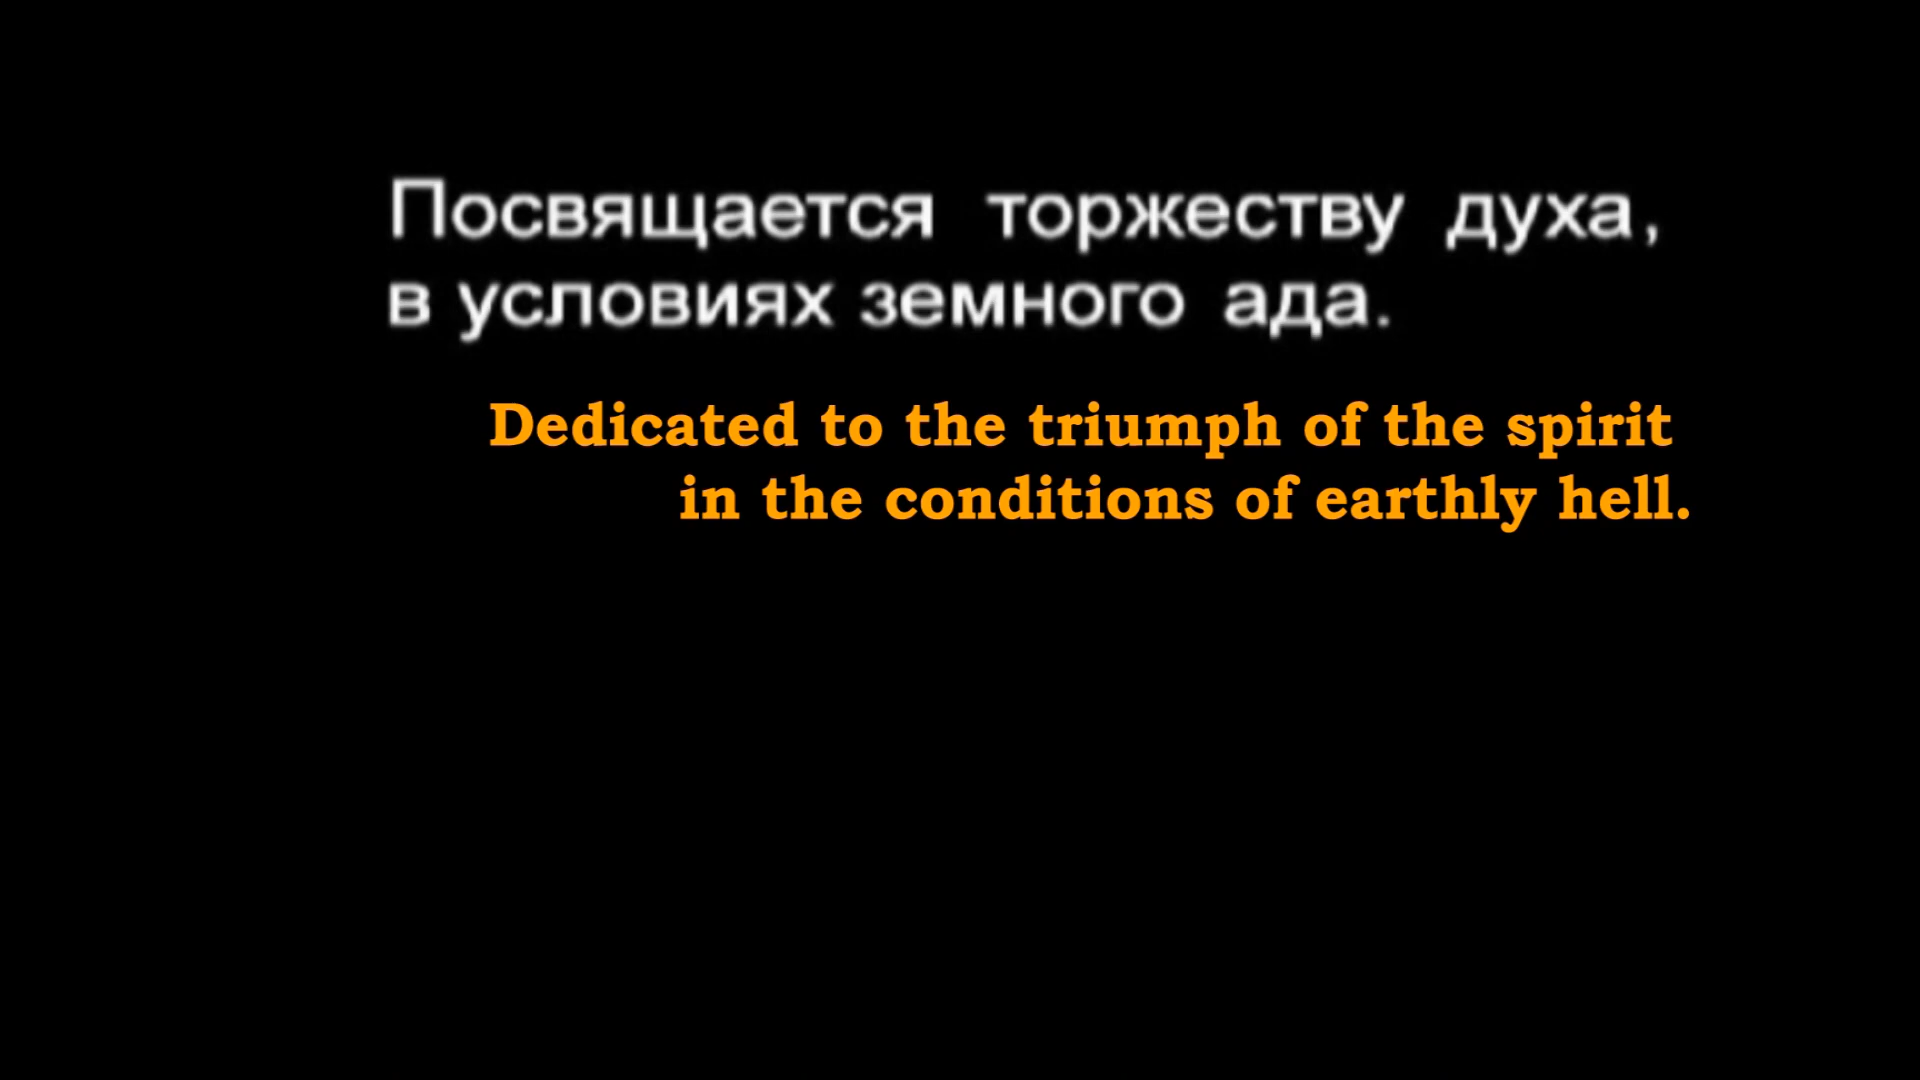 Посвящается торжеству духа,
в условиях земного ада.
Dedicated to the triumph of the spirit
in the conditions of earthly hell.